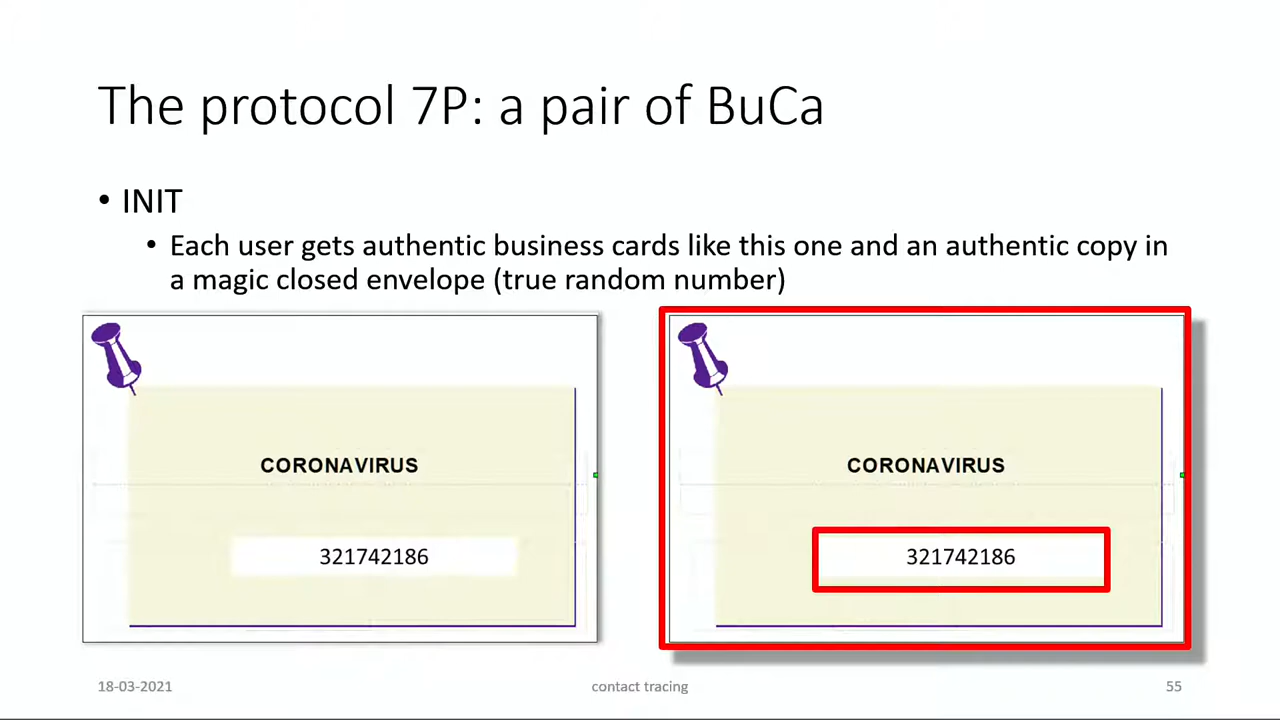 The protocol 7P: a pair of BuCa
• INIT
• Each user gets authentic business cards like this one and an authentic copy in
a magic closed envelope (true random number)
CORONAVIRUS
321742186
CORONAVIRUS
321742186
18-03-2021
contact tracing
55